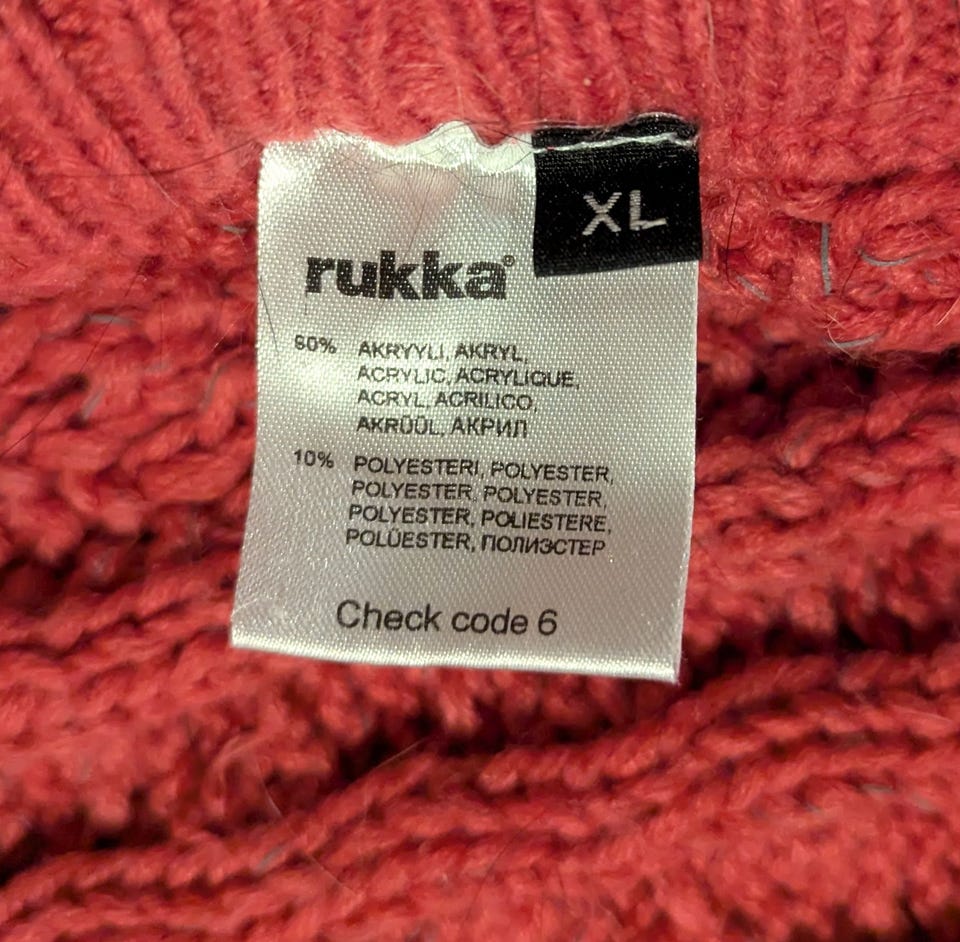 XL
rukka®
90% AKRYYLI, AKRYL,
ACRYLIC, ACRYLIQUE,
ACRYL, ACRILICO,
AKRÜÜL, АКРИЛ
10% POLYESTERI, POLYESTER,
POLYESTER, POLYESTER,
POLYESTER, POLIESTERE,
POLÜESTER, ПОЛИЭСТЕР
Check code 6